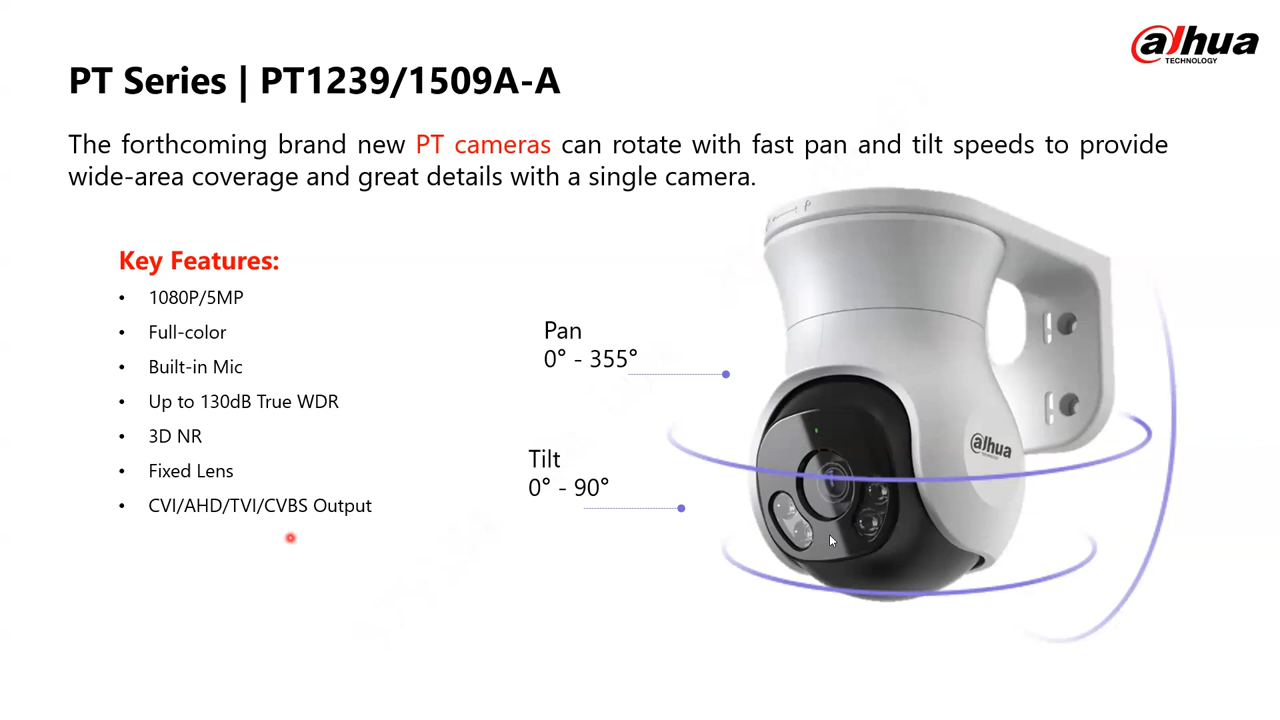 alhua
TECHNOLOGY
PT Series | PT1239/1509A-A
The forthcoming brand new PT cameras can rotate with fast pan and tilt speeds to provide
wide-area coverage and great details with a single camera.
Key Features:
• 1080P/5MP
• Full-color
• Built-in Mic
• Up to 130dB True WDR
• 3D NR
• Fixed Lens
• CVI/AHD/TVI/CVBS Output
Pan
0° - 355°
Tilt
0° - 90°
alhua
TECHNOLOGY